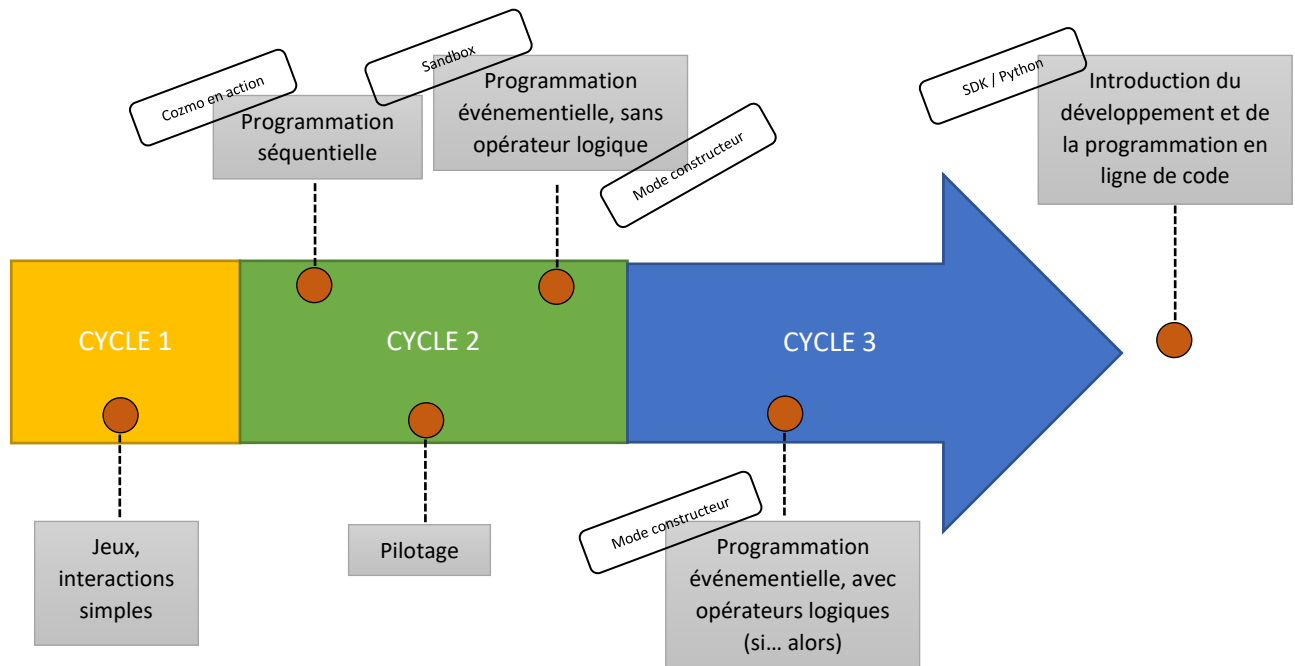 Cozmo en action
Programmation
séquentielle
Sandbox
Programmation
événementielle, sans
opérateur logique
Mode constructeur
SDK / Python
Introduction du
développement et de
la programmation en
ligne de code
CYCLE 1
CYCLE 2
CYCLE 3
Jeux,
interactions
simples
Pilotage
Mode constructeur
Programmation
événementielle, avec
opérateurs logiques
(si… alors)